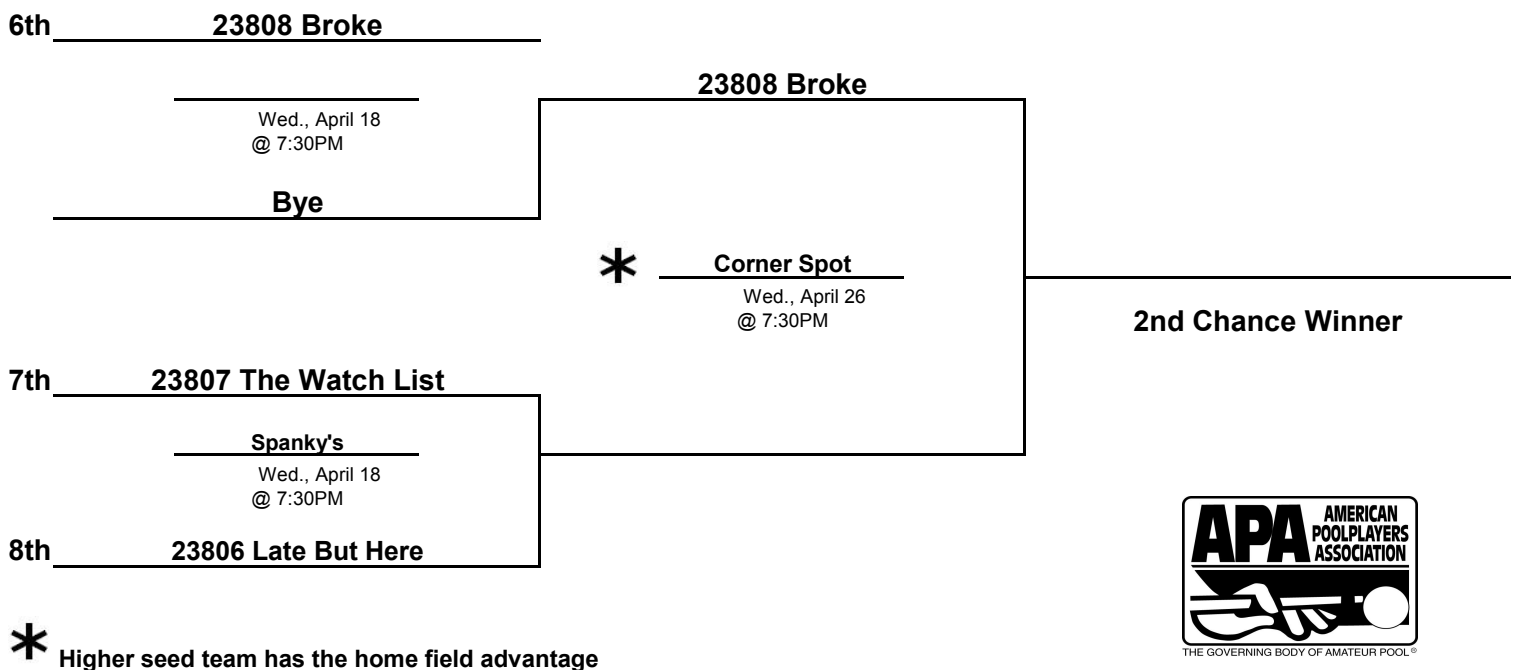 6th 23808 Broke
23808 Broke
Wed., April 18
@ 7:30PM
Bye
Corner Spot
* Wed., April 26
@ 7:30PM
2nd Chance Winner
7th 23807 The Watch List
Spanky's
Wed., April 18
@ 7:30PM
8th 23806 Late But Here
APA AMERICAN
POOLPLAYERS
ASSOCIATION
THE GOVERNING BODY OF AMATEUR POOL®
* Higher seed team has the home field advantage